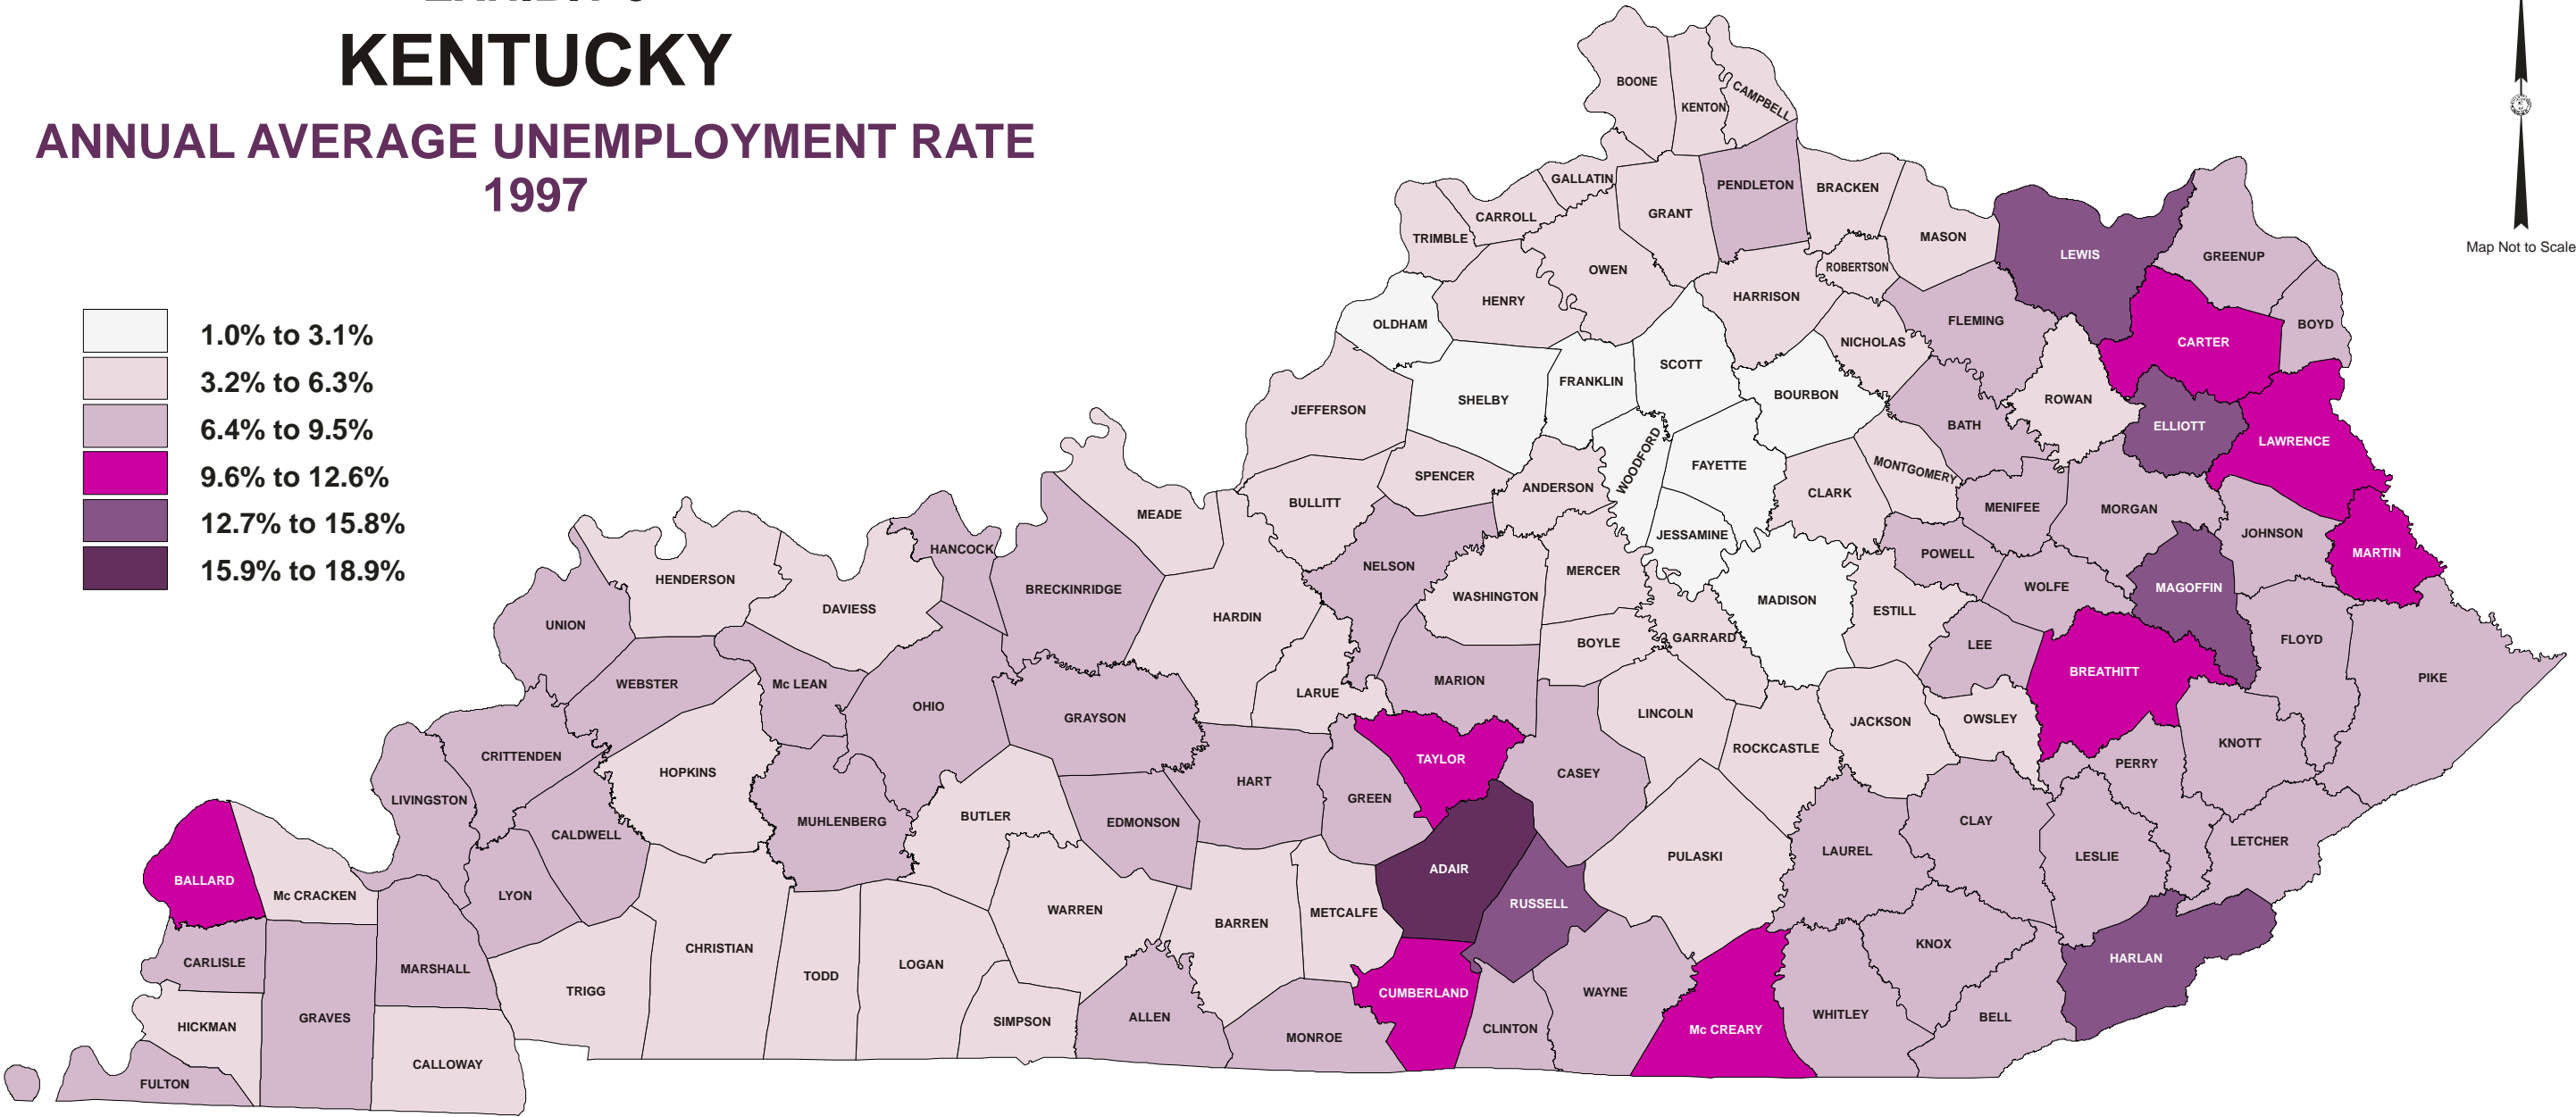 KENTUCKY
ANNUAL AVERAGE UNEMPLOYMENT RATE
1997
1.0% to 3.1%
3.2% to 6.3%
6.4% to 9.5%
9.6% to 12.6%
12.7% to 15.8%
15.9% to 18.9%
Map Not to Scale
BOONE
KENTON
CAMPBELL
GALLATIN
PENDLETON
BRACKEN
CARROLL
GRANT
TRIMBLE
MASON
LEWIS
GREENUP
OWEN
ROBERTSON
HENRY
HARRISON
OLDHAM
FLEMING
BOYD
NICHOLAS
CARTER
SCOTT
FRANKLIN
SHELBY
BOURBON
ROWAN
JEFFERSON
BATH
ELLIOTT
LAWRENCE
WOODFORD
FAYETTE
SPENCER
MONTGOMERY
ANDERSON
CLARK
BULLITT
MEADE
MENIFEE
MORGAN
JESSAMINE
JOHNSON
HANCOCK
POWELL
MARTIN
NELSON
MERCER
HENDERSON
BRECKINRIDGE
WASHINGTON
MADISON
WOLFE
MAGOFFIN
DAVIESS
HARDIN
ESTILL
UNION
GARRARD
FLOYD
BOYLE
LEE
BREATHITT
PIKE
WEBSTER
Mc LEAN
MARION
LARUE
OHIO
GRAYSON
LINCOLN
JACKSON
OWSLEY
KNOTT
ROCKCASTLE
CRITTENDEN
TAYLOR
PERRY
HOPKINS
CASEY
HART
GREEN
LIVINGSTON
BUTLER
MUHLENBERG
EDMONSON
CLAY
CALDWELL
LETCHER
LAUREL
PULASKI
LESLIE
ADAIR
BALLARD
Mc CRACKEN
LYON
RUSSELL
WARREN
METCALFE
BARREN
KNOX
CHRISTIAN
HARLAN
CARLISLE
LOGAN
MARSHALL
TODD
TRIGG
CUMBERLAND
WAYNE
WHITLEY
BELL
GRAVES
ALLEN
SIMPSON
HICKMAN
CLINTON
Mc CREARY
MONROE
CALLOWAY
FULTON